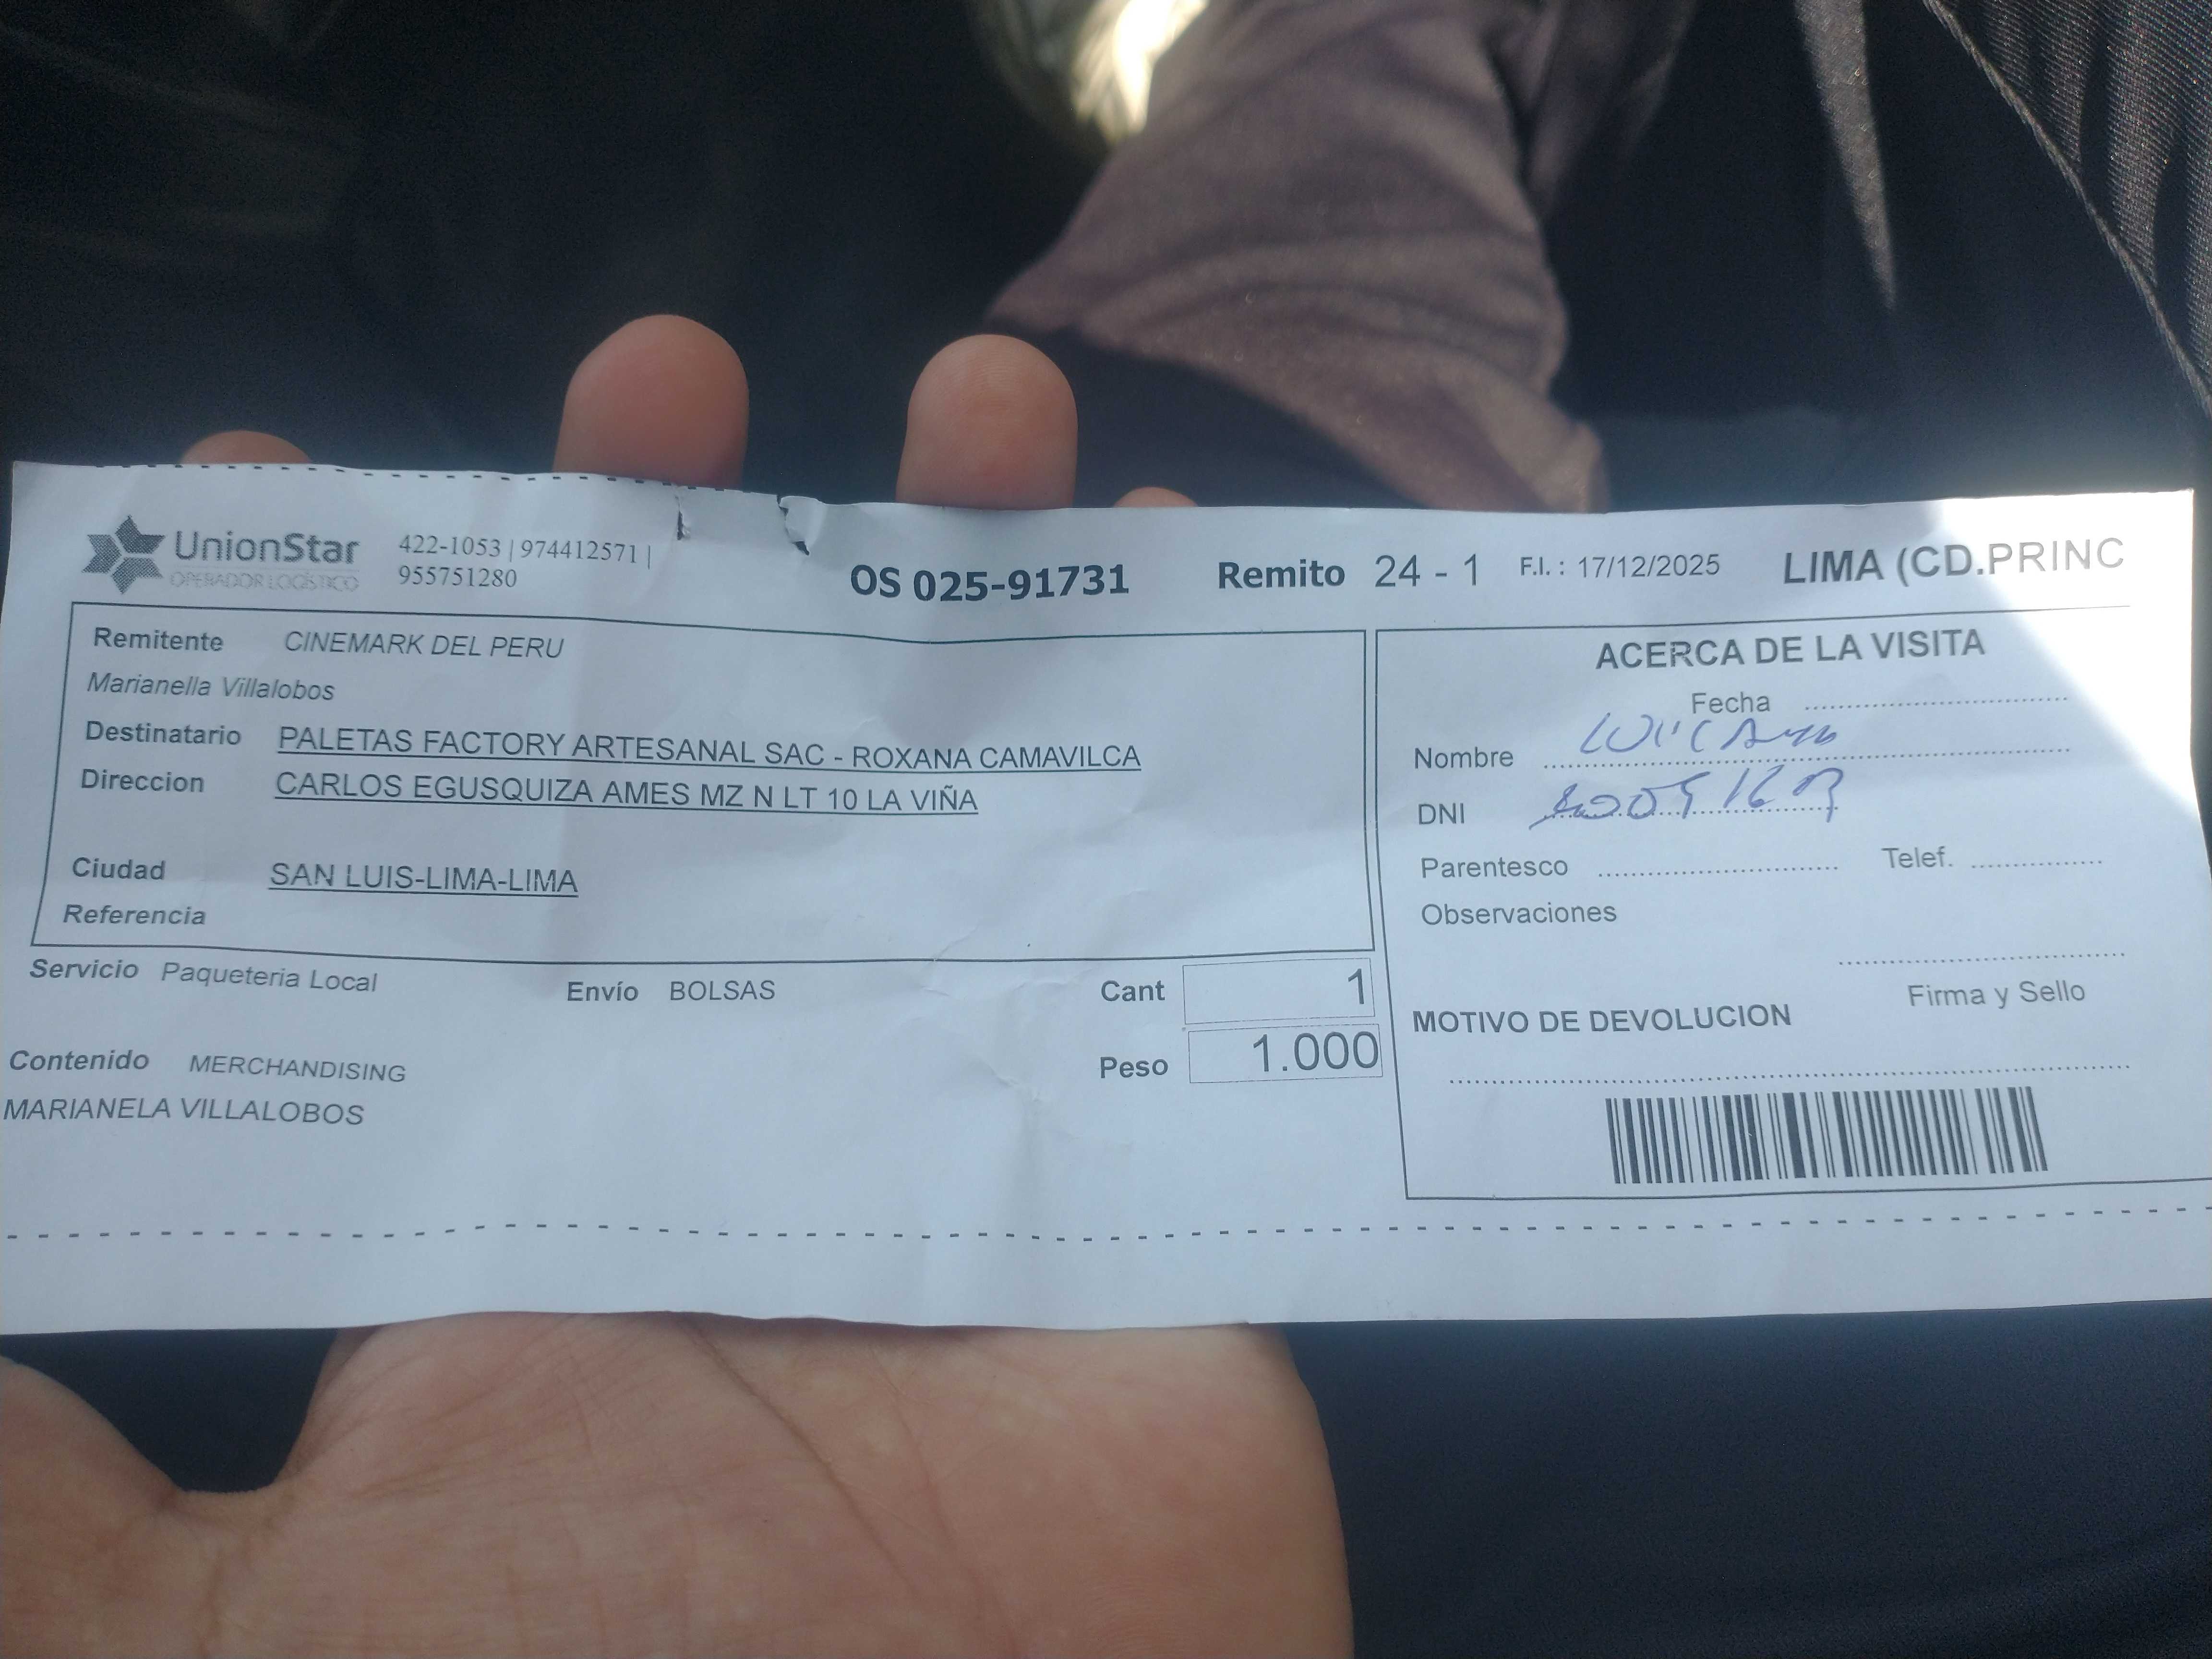 UnionStar
OPERADOR LOGÍSTICO
422-1053 | 974412571 |
955751280
OS 025-91731 Remito 24 - 1 F.I. : 17/12/2025 LIMA (CD.PRINC
Remitente CINEMARK DEL PERU
Marianella Villalobos
Destinatario PALETAS FACTORY ARTESANAL SAC - ROXANA CAMAVILCA
Direccion CARLOS EGUSQUIZA AMES MZ N LT 10 LA VIÑA
Ciudad SAN LUIS-LIMA-LIMA
Referencia
Servicio Paqueteria Local Envío BOLSAS Cant 1
Peso 1.000
Contenido MERCHANDISING
MARIANELA VILLALOBOS
ACERCA DE LA VISITA
Fecha
Nombre
DNI
Parentesco Telef.
Observaciones
Firma y Sello
MOTIVO DE DEVOLUCION